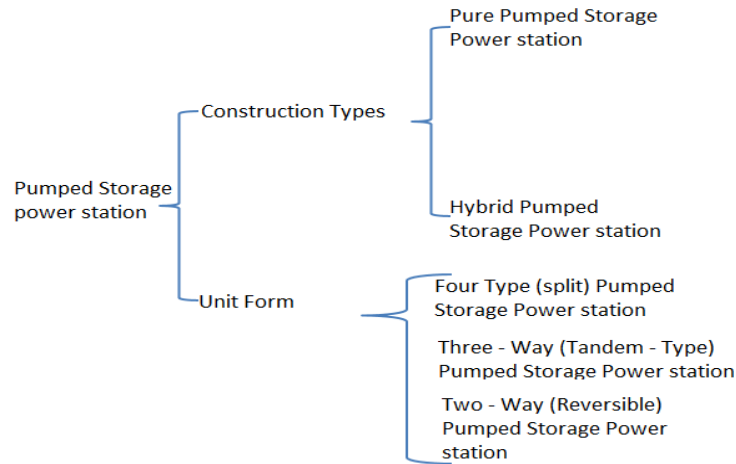 Pure Pumped Storage
Power station
Construction Types
Pumped Storage
power station
Hybrid Pumped
Storage Power station
Unit Form
Four Type (split) Pumped
Storage Power station
Three - Way (Tandem - Type)
Pumped Storage Power station
Two - Way (Reversible)
Pumped Storage Power
station